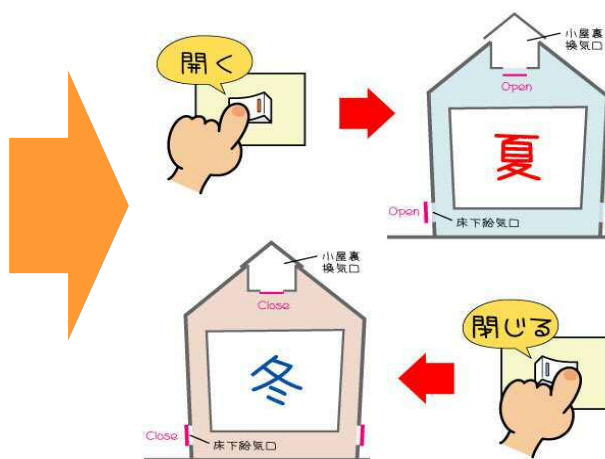 開く
小屋裏
換気口
Open
夏
Open
床下給気口
小屋裏
換気口
Close
閉じる
冬
Close
床下給気口